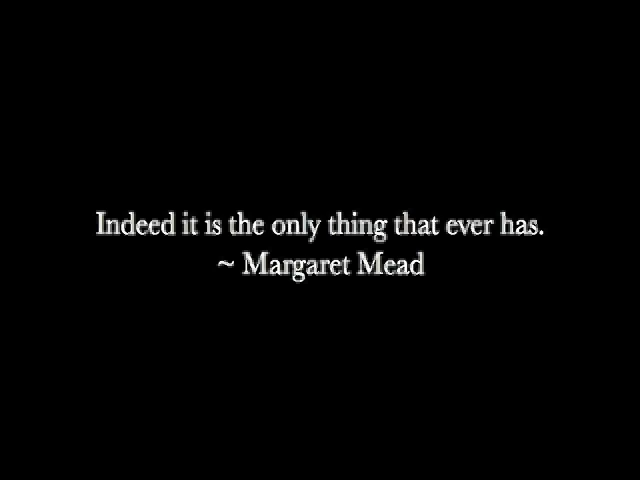 Indeed it is the only thing that ever has.
~ Margaret Mead